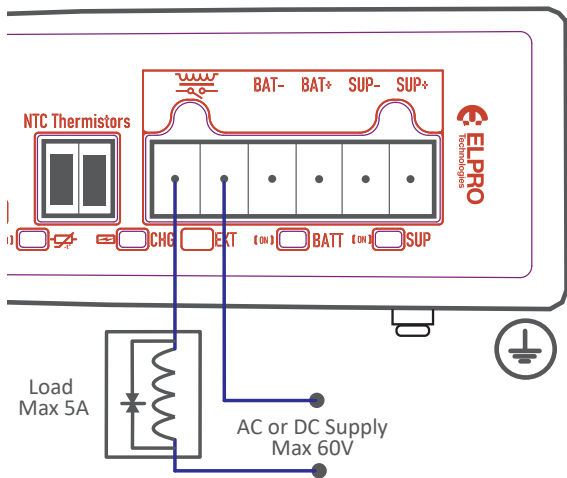 BAT- BAT+ SUP- SUP+
NTC Thermistors
ELPRO
Technologies
CHG EXT (ON) BATT (ON) SUP
Load
Max 5A
AC or DC Supply
Max 60V